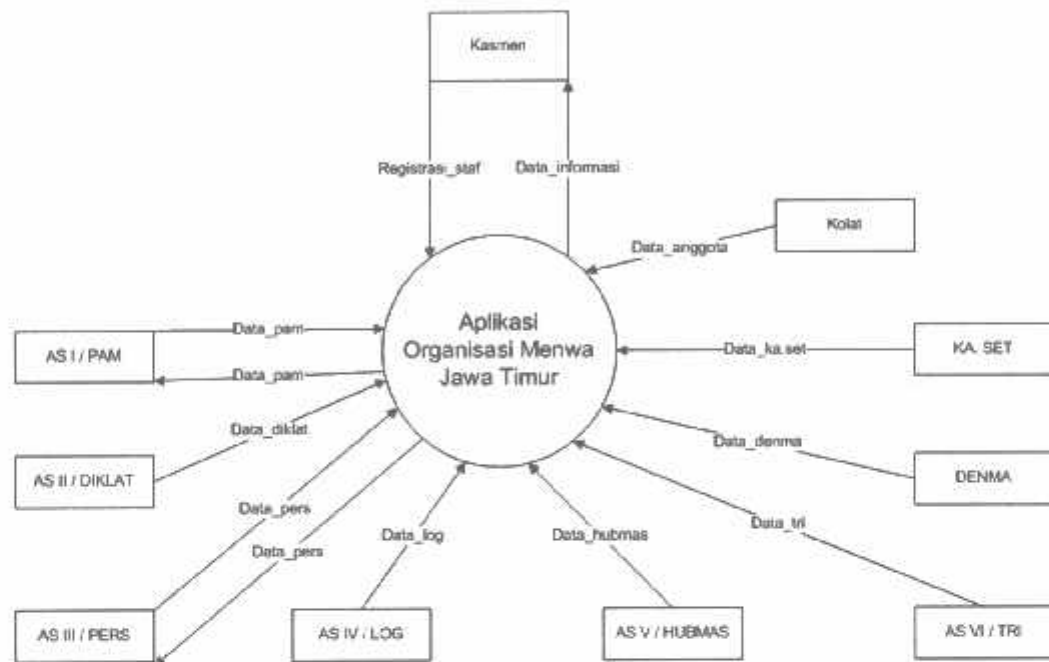 Kasmen
Registrasi_staf
Data_informasi
Kolat
Data_anggota
Aplikasi
Organisasi Menwa
Jawa Timur
Data_pam
AS I / PAM
Data_ka.set
KA. SET
Data_pam
Data_diklat
AS II / DIKLAT
Data_denma
DENMA
Data_pers
Data_pers
Data_log
Data_hubmas
Data_tri
AS III / PERS
AS IV / LOG
AS V / HUBMAS
AS VI / TRI